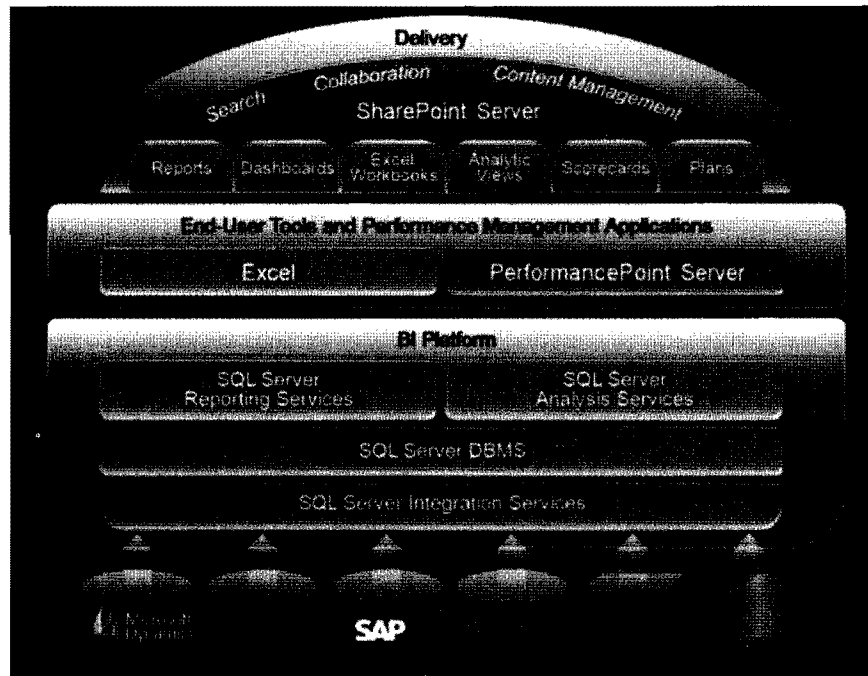 Delivery
Search Collaboration Content Management
SharePoint Server
Reports Dashboards Excel Workbooks Analytic Views Scorecards Plans
End-User Tools and Performance Management Applications
Excel PerformancePoint Server
BI Platform
SQL Server Reporting Services SQL Server Analysis Services
SQL Server DBMS
SQL Server Integration Services
Microsoft Dynamics SAP